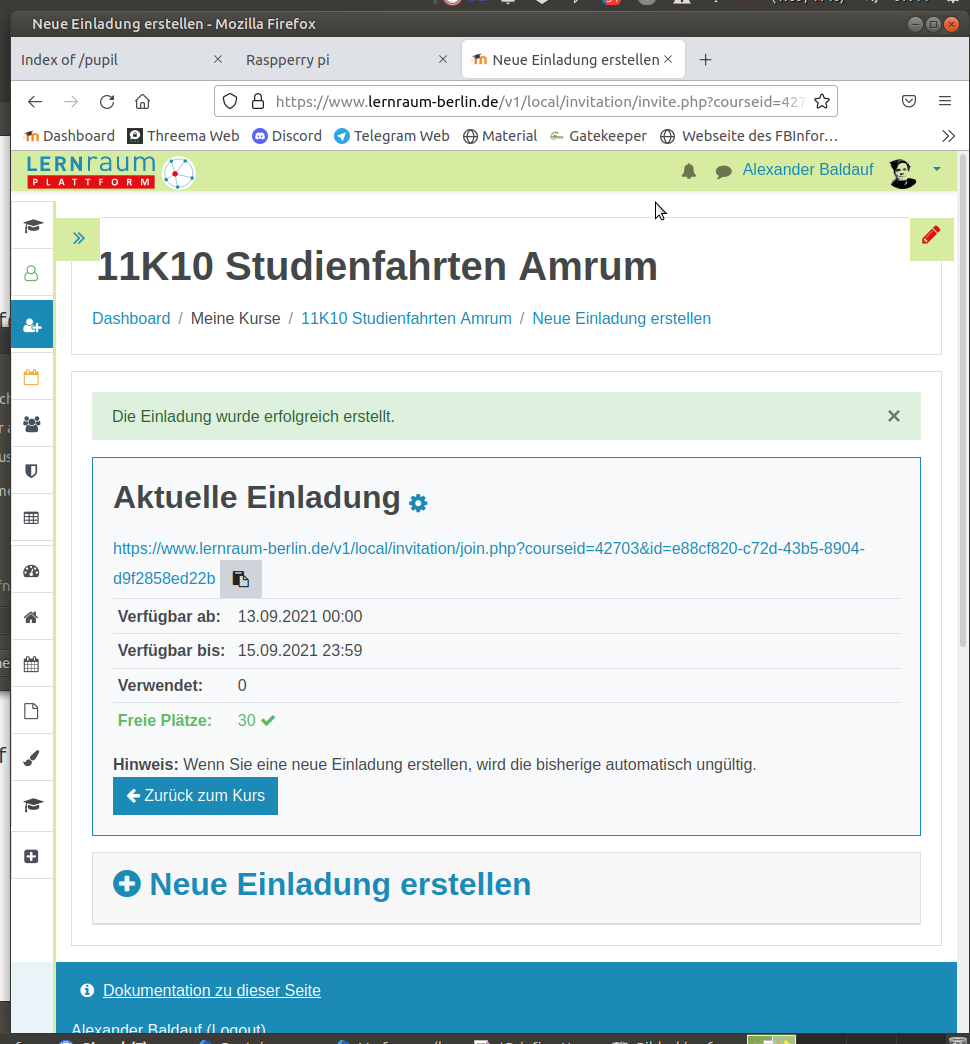 Neue Einladung erstellen - Mozilla Firefox
Index of /pupil
Raspperry pi
Neue Einladung erstellen
https://www.lernraum-berlin.de/v1/local/invitation/invite.php?courseid=427
Dashboard Threema Web Discord Telegram Web Material Gatekeeper Webseite des FBInfor…
LERNraum
PLATTFORM
Alexander Baldauf
11K10 Studienfahrten Amrum
Dashboard / Meine Kurse / 11K10 Studienfahrten Amrum / Neue Einladung erstellen
Die Einladung wurde erfolgreich erstellt.
Aktuelle Einladung
https://www.lernraum-berlin.de/v1/local/invitation/join.php?courseid=42703&id=e88cf820-c72d-43b5-8904-
d9f2858ed22b
Verfügbar ab: 13.09.2021 00:00
Verfügbar bis: 15.09.2021 23:59
Verwendet: 0
Freie Plätze: 30
Hinweis: Wenn Sie eine neue Einladung erstellen, wird die bisherige automatisch ungültig.
Zurück zum Kurs
Neue Einladung erstellen
Dokumentation zu dieser Seite
Alexander Baldauf (Logout)